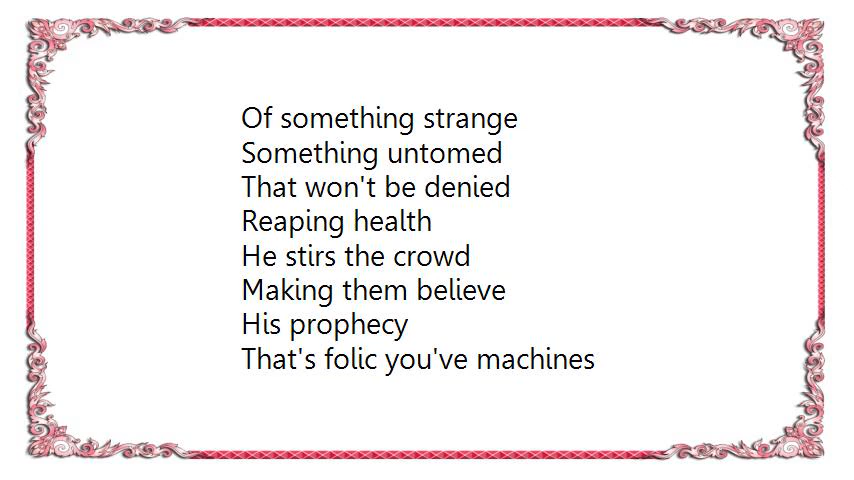 Of something strange
Something untomed
That won't be denied
Reaping health
He stirs the crowd
Making them believe
His prophecy
That's folic you've machines